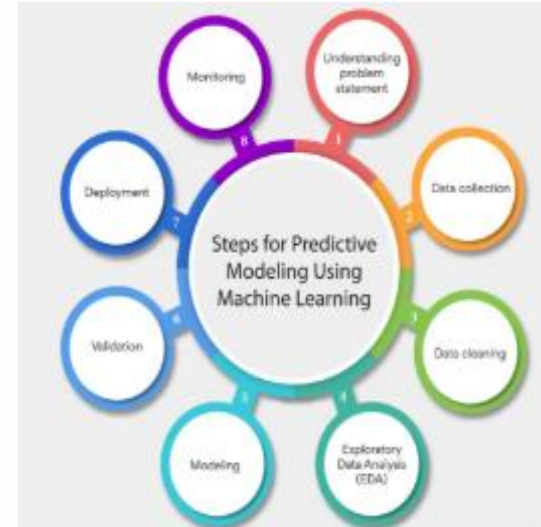 Steps for Predictive
Modeling Using
Machine Learning
1
Understanding
problem
statement
2
Data collection
3
Data cleaning
4
Exploratory
Data Analysis
(EDA)
5
Modeling
6
Validation
7
Deployment
8
Monitoring